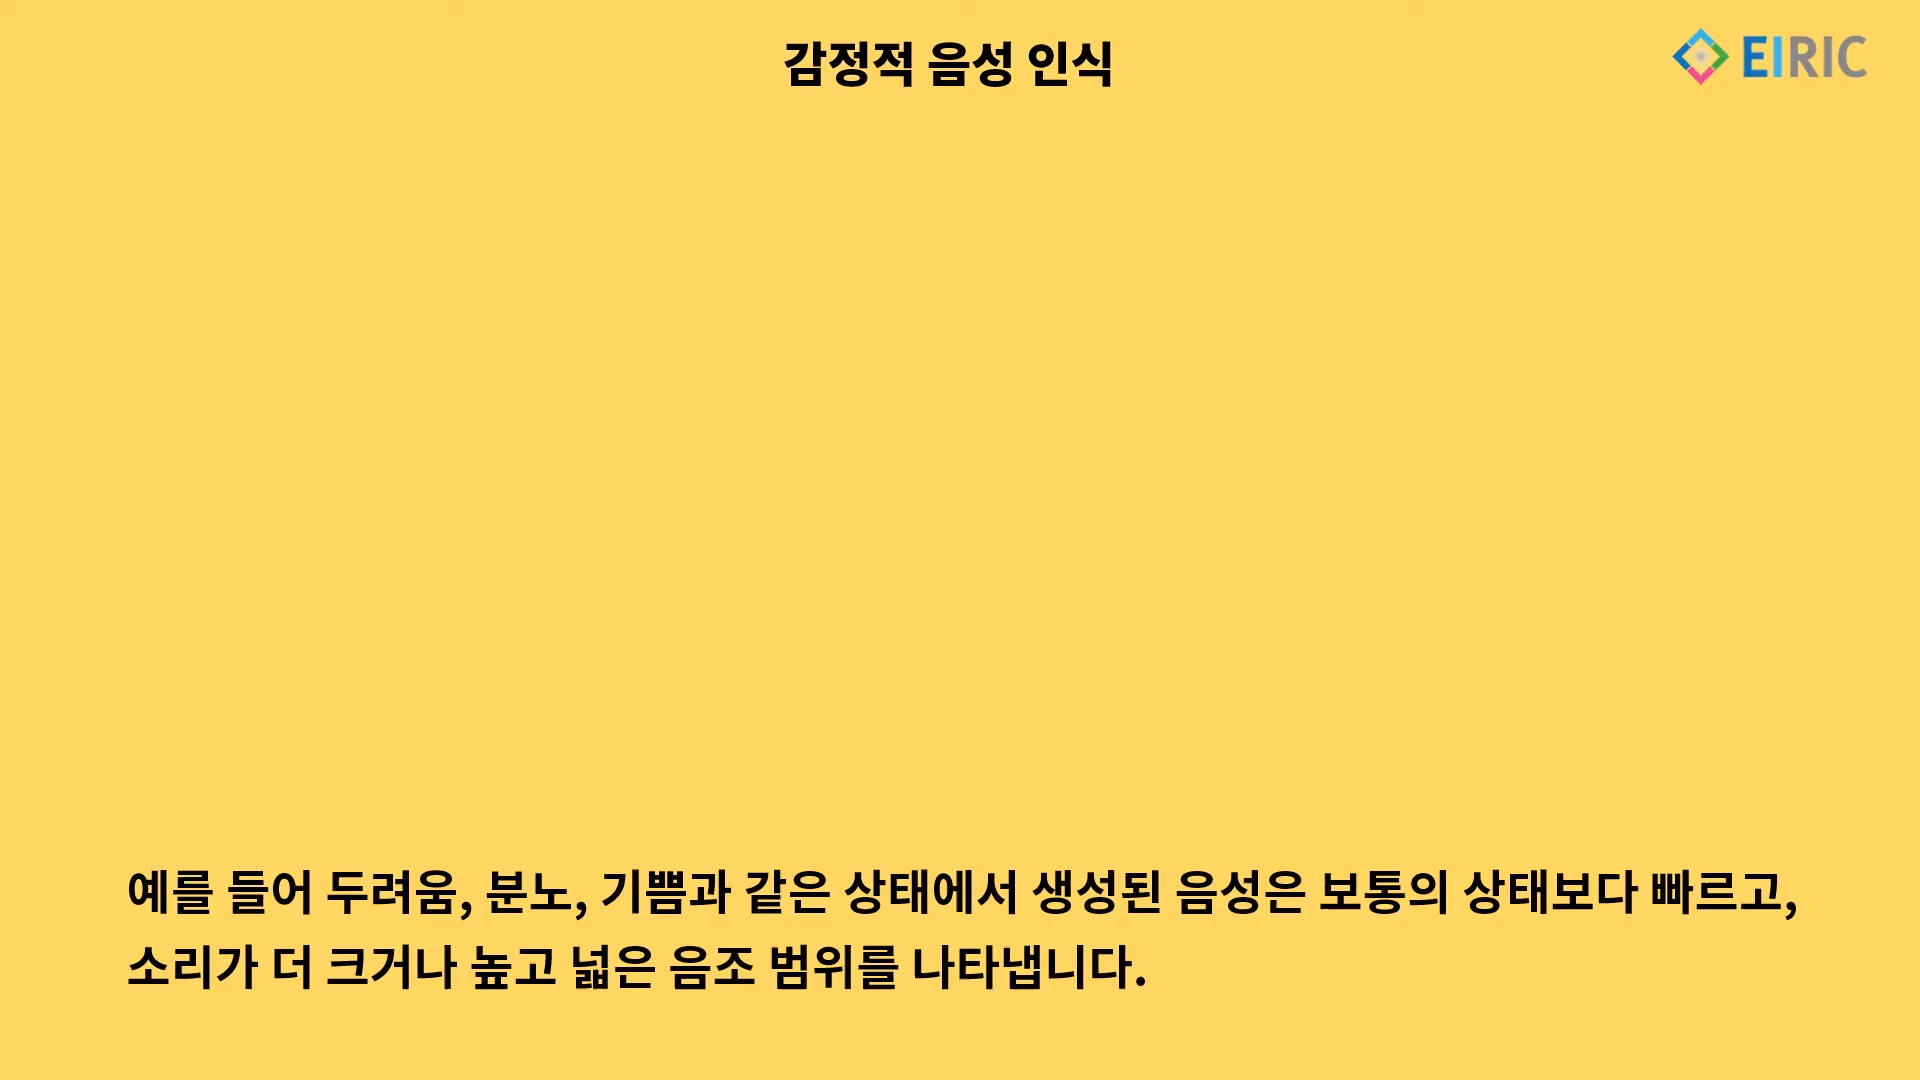 감정적 음성 인식
EIRIC
예를 들어 두려움, 분노, 기쁨과 같은 상태에서 생성된 음성은 보통의 상태보다 빠르고,
소리가 더 크거나 높고 넓은 음조 범위를 나타냅니다.